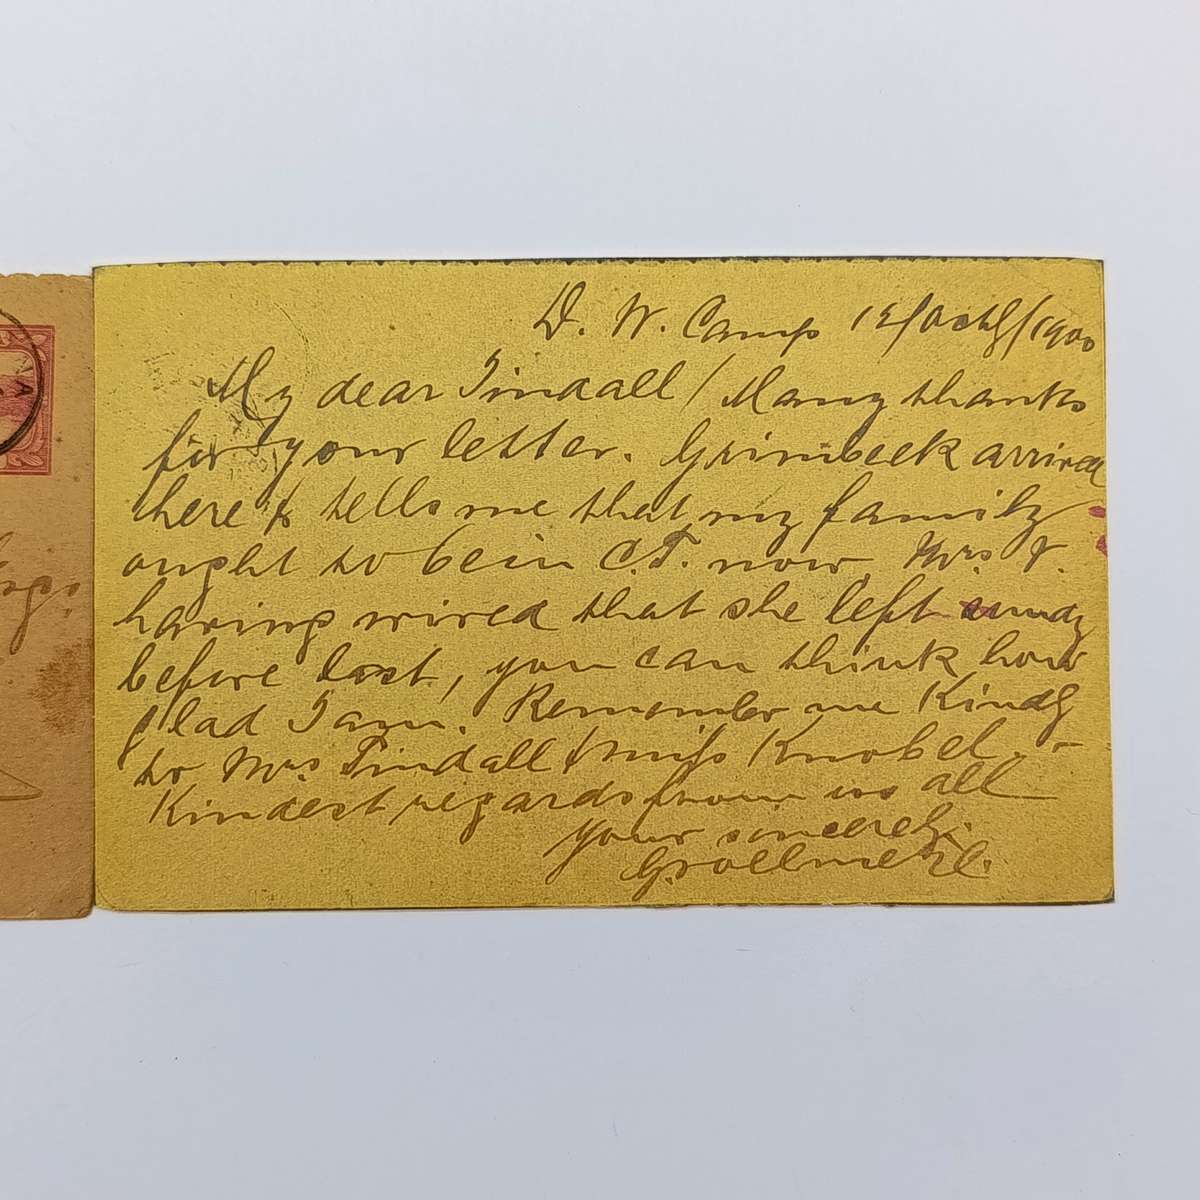 D. W. Camp 12/Octb/1900
My dear Tindall / Many thanks
for your letter. Grimbeek arrived
here & tells me that my family
ought to be in C.T. now, Mrs V.
having wired that she left sunday
before last, you can think how
glad I am. Remember me Kindly
to Mrs Tindall & miss Knobel. -
Kindest regards from us all
your sincerely